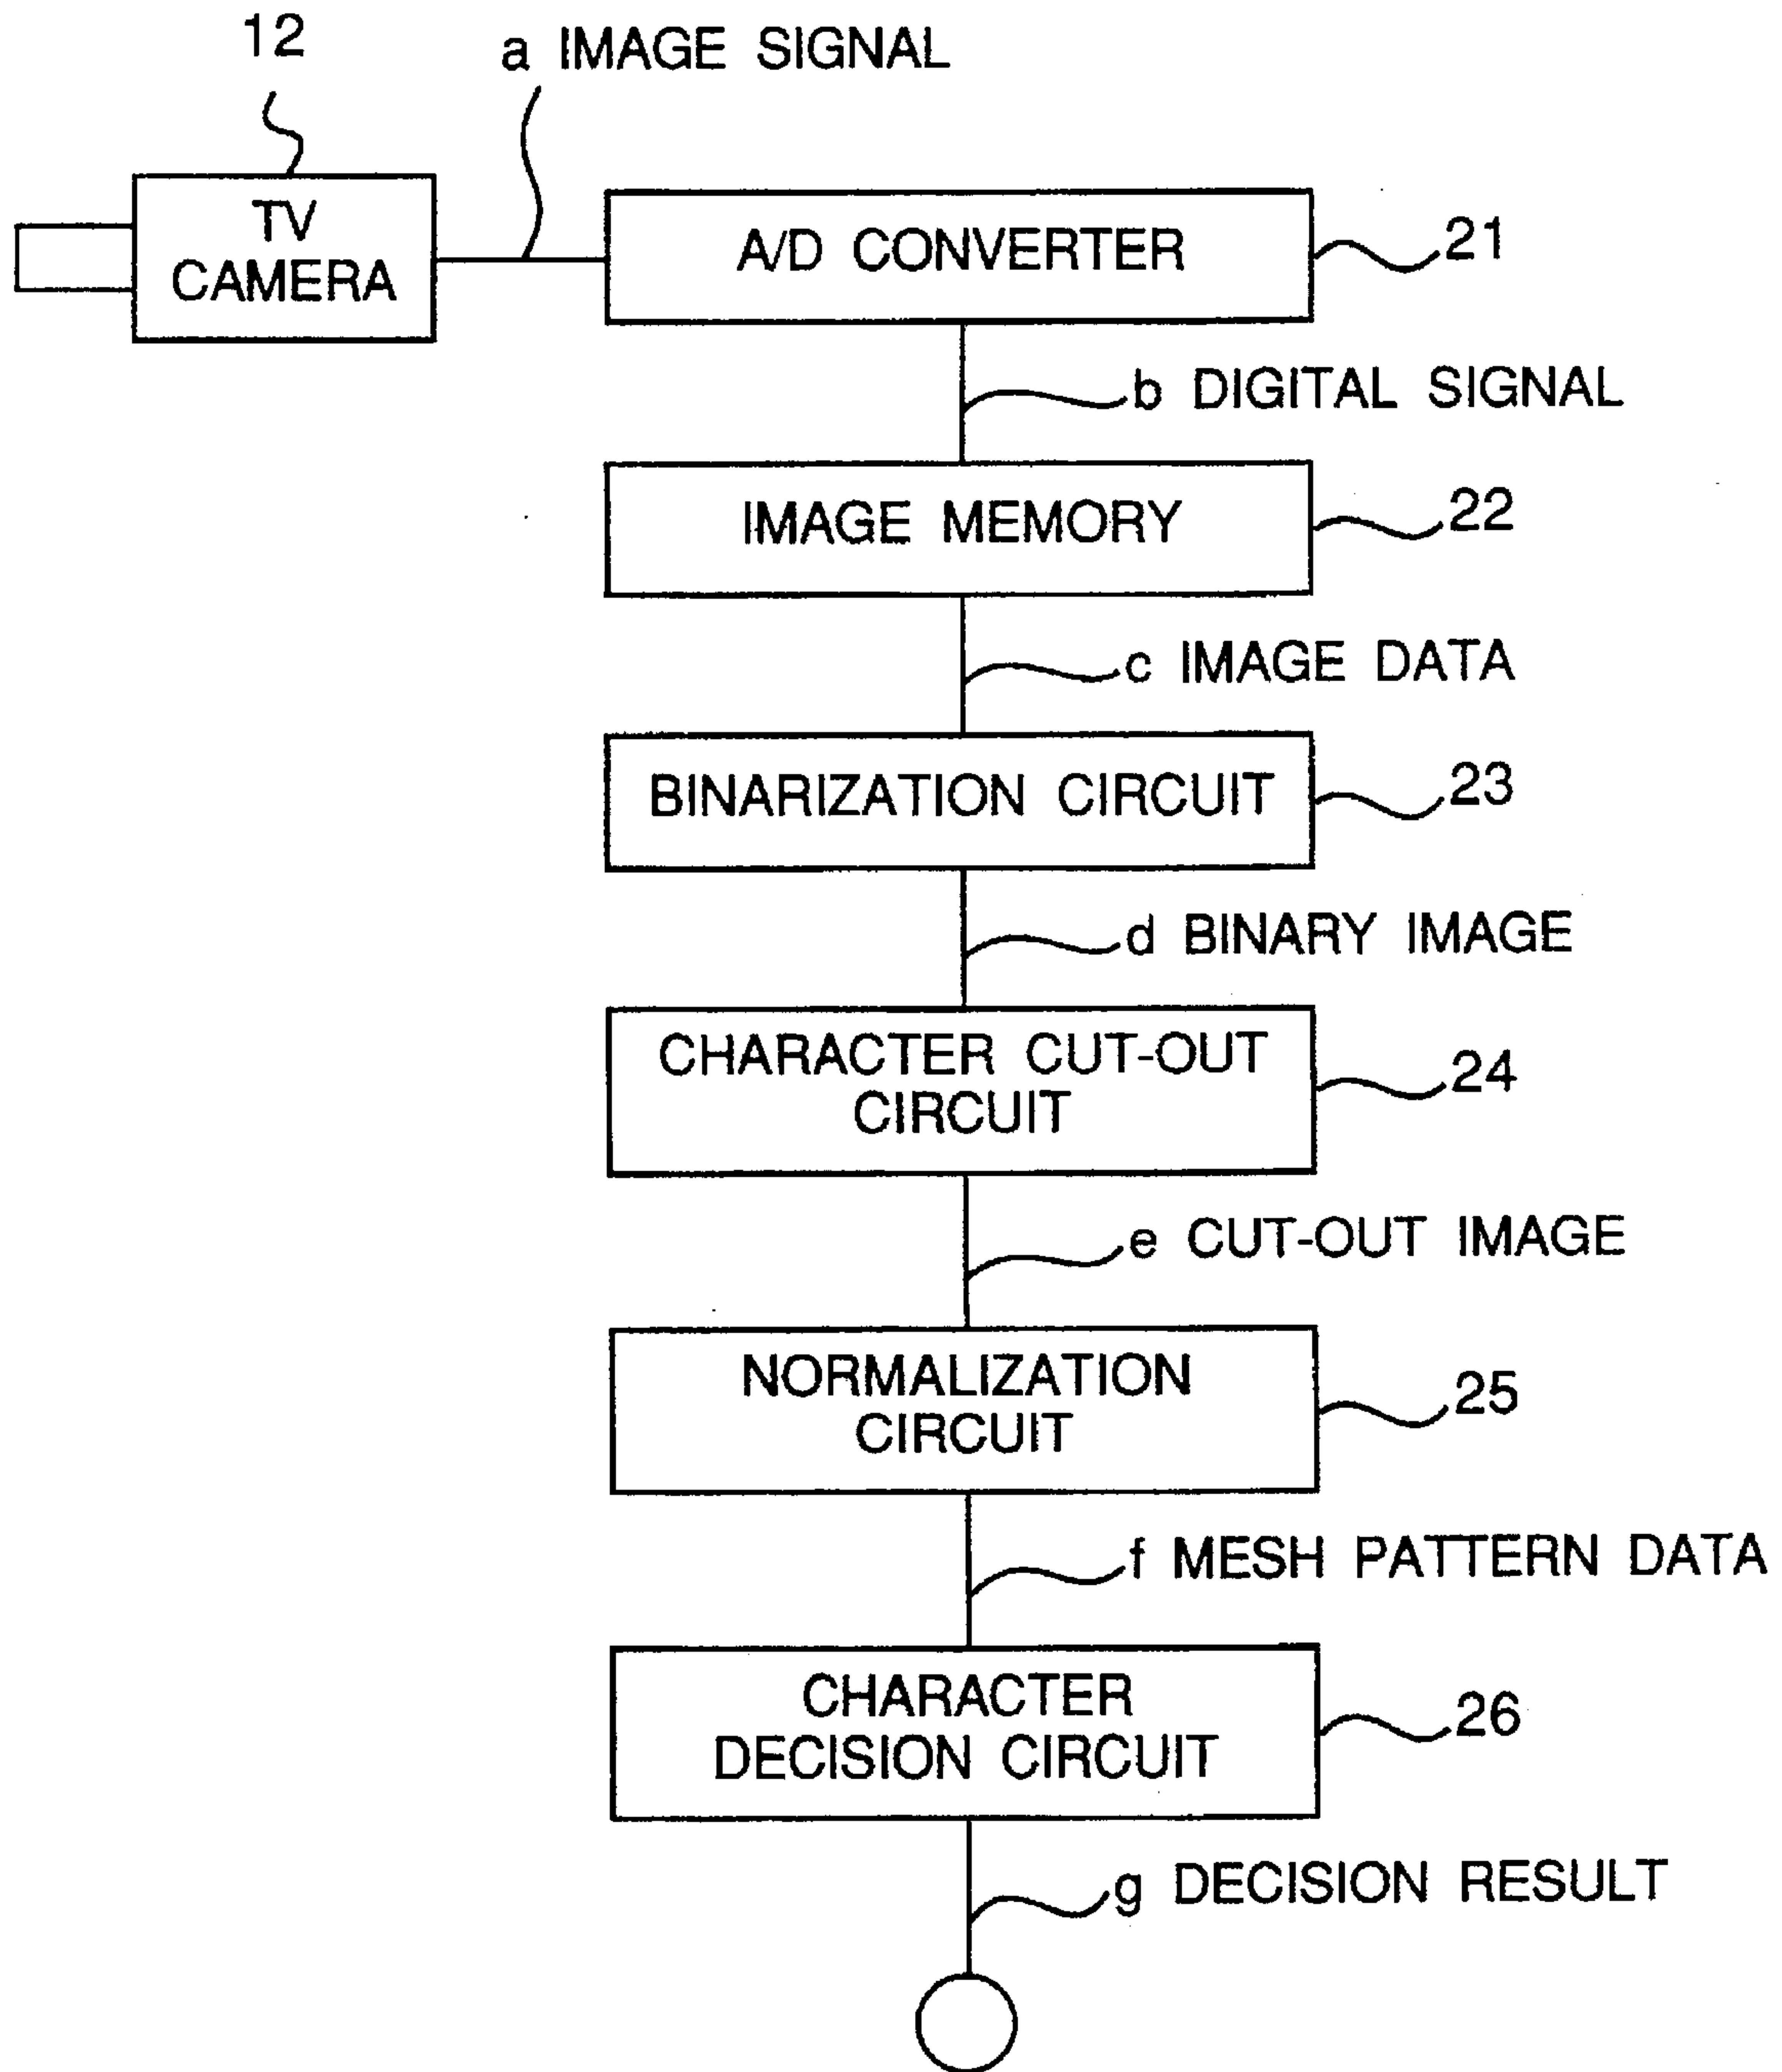 12
a IMAGE SIGNAL
TV
CAMERA
A/D CONVERTER
21
b DIGITAL SIGNAL
IMAGE MEMORY
22
c IMAGE DATA
BINARIZATION CIRCUIT
23
d BINARY IMAGE
CHARACTER CUT-OUT
CIRCUIT
24
e CUT-OUT IMAGE
NORMALIZATION
CIRCUIT
25
f MESH PATTERN DATA
CHARACTER
DECISION CIRCUIT
26
g DECISION RESULT